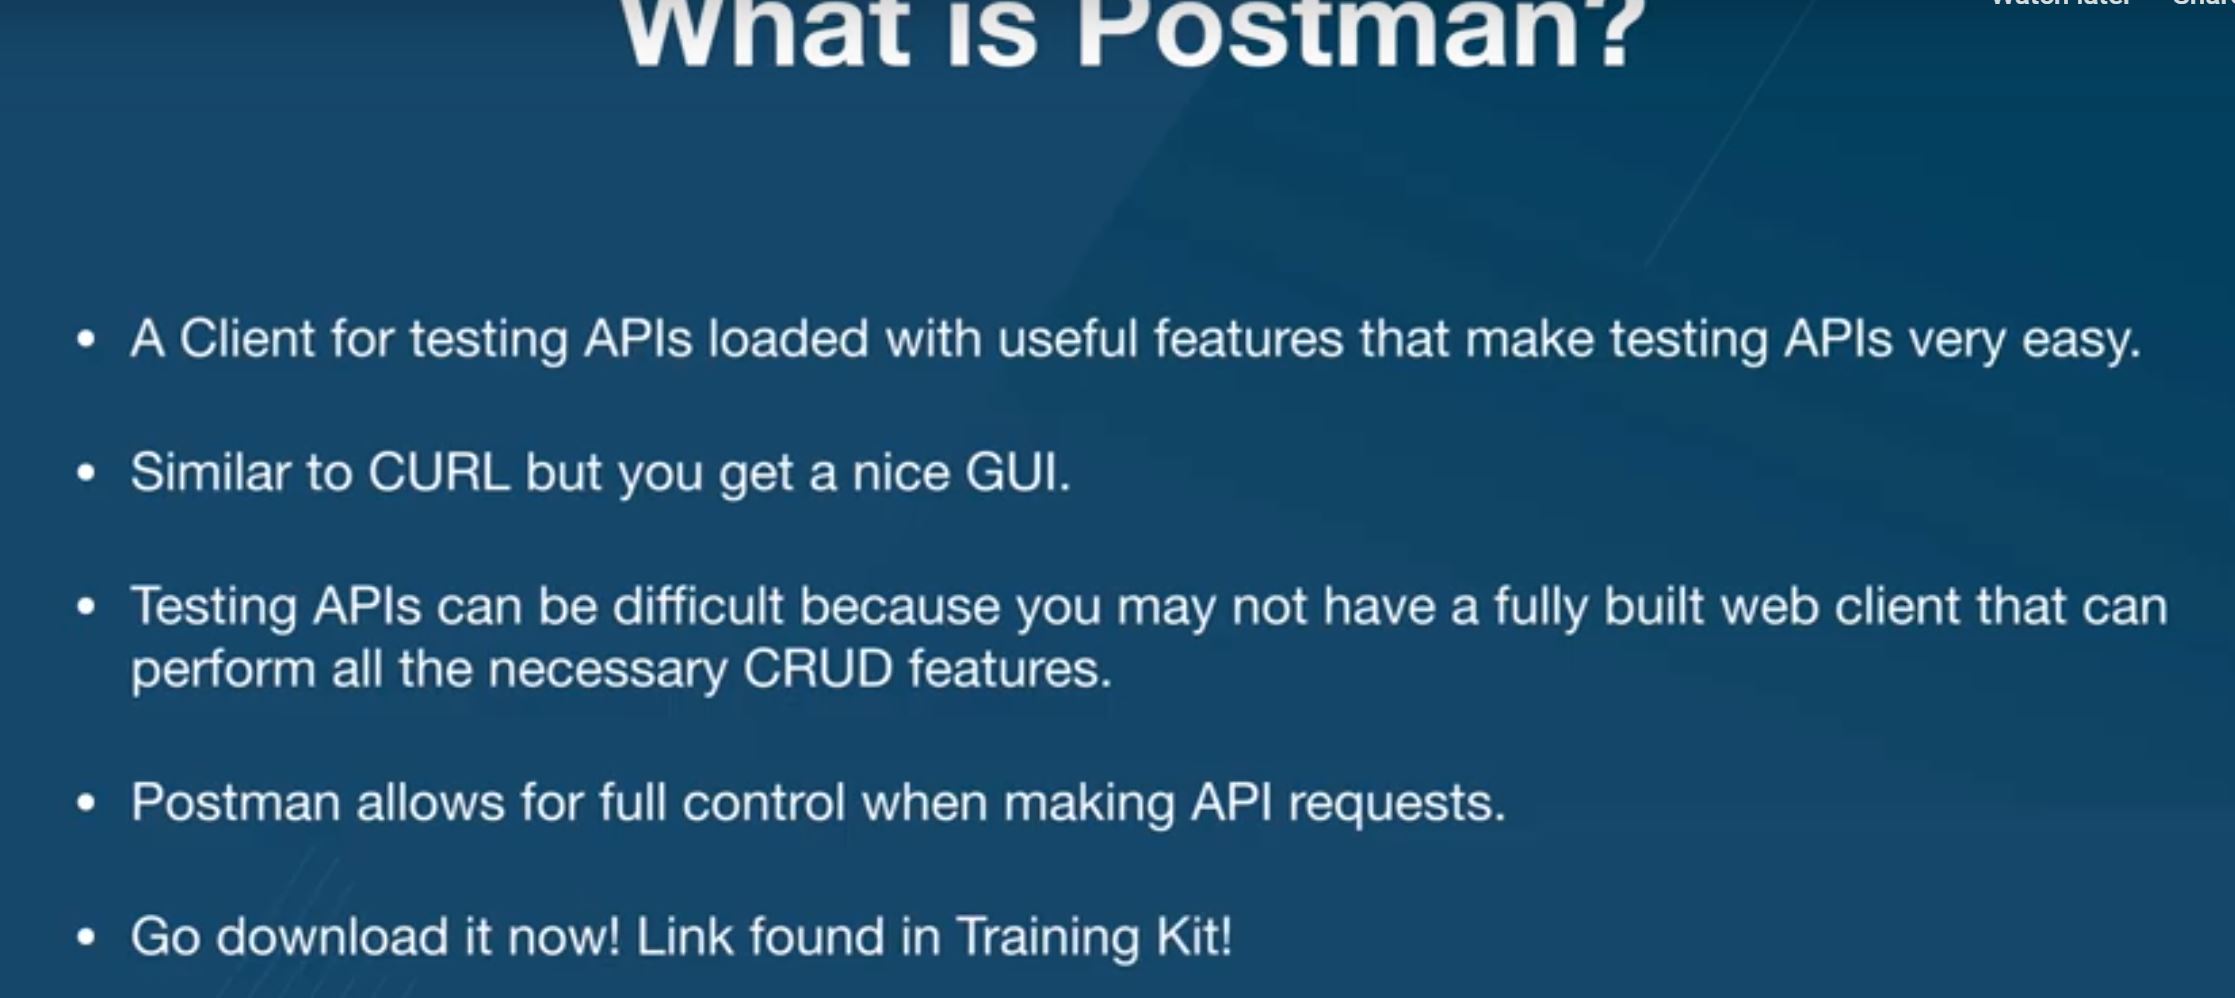 Watch later Share
What is Postman?
• A Client for testing APIs loaded with useful features that make testing APIs very easy.
• Similar to CURL but you get a nice GUI.
• Testing APIs can be difficult because you may not have a fully built web client that can
perform all the necessary CRUD features.
• Postman allows for full control when making API requests.
• Go download it now! Link found in Training Kit!